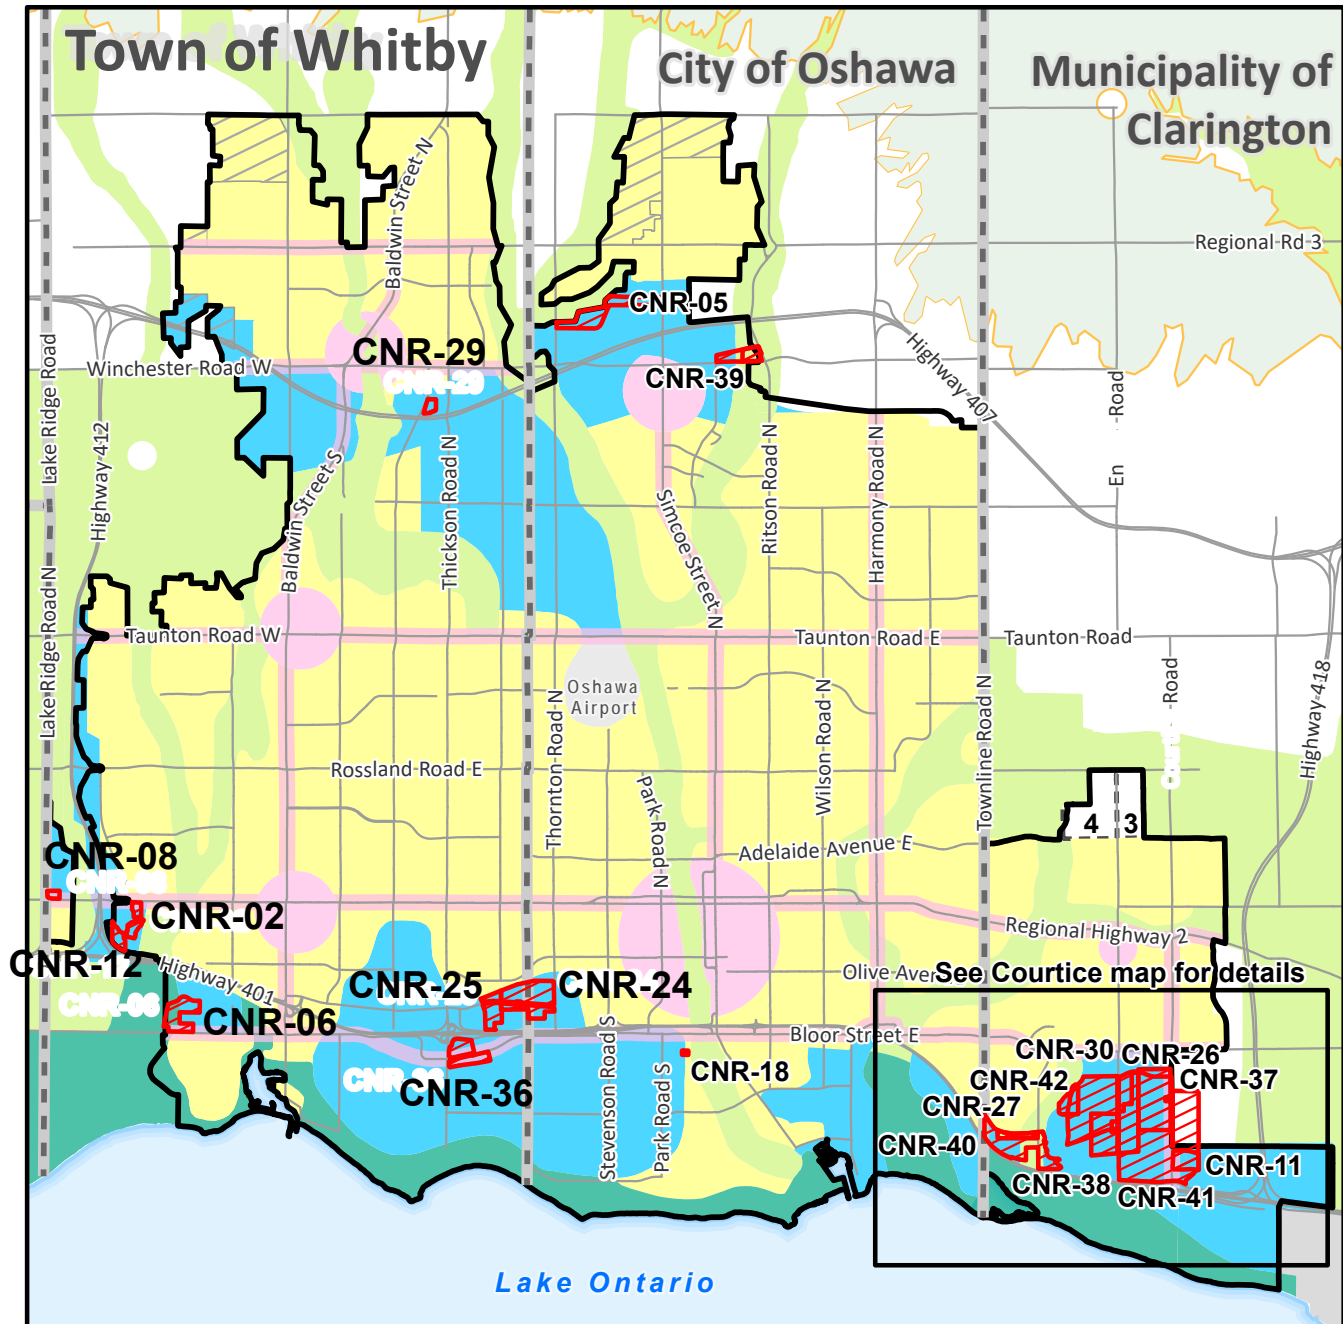 Town of Whitby
City of Oshawa
Municipality of
Clarington
Baldwin Street N
Regional Rd 3
CNR-05
Lake Ridge Road
Winchester Road W
CNR-29
CNR-29
CNR-39
Highway 407
Road
En
Highway 412
Baldwin Street S
Thickson Road N
Simcoe Street N
Ritson Road N
Harmony Road N
Lake Ridge Road N
Taunton Road W
Taunton Road E
Taunton Road
Oshawa
Airport
Thornton Road N
Wilson Road N
Townline Road N
Road
Highway 418
Rossland Road E
Park Road N
4
3
Adelaide Avenue E
CNR-08
CNR-02
Regional Highway 2
CNR-12
Highway 401
CNR-25
CNR-24
Olive Aven
See Courtice map for details
CNR-06
CNR-06
Bloor Street E
CNR-36
CNR-18
Stevenson Road S
Park Road S
CNR-30
CNR-26
CNR-42
CNR-37
CNR-27
CNR-40
CNR-38
CNR-11
CNR-41
Lake Ontario